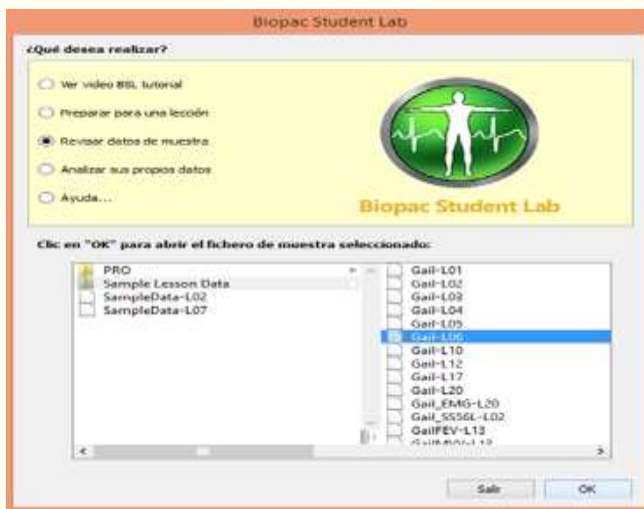 Biopac Student Lab
¿Qué desea realizar?
Ver video BSL tutorial
Preparar para una lección
Revisar datos de muestra
Analizar sus propios datos
Ayuda...
Biopac Student Lab
Clic en "OK" para abrir el fichero de muestra seleccionado:
PRO
Sample Lesson Data
SampleData-L02
SampleData-L07
Gail-L01
Gail-L02
Gail-L03
Gail-L04
Gail-L05
Gail-L06
Gail-L10
Gail-L12
Gail-L17
Gail-L20
Gail_EMG-L20
Gail_SS56L-L02
GailFEV-L13
Salir
OK